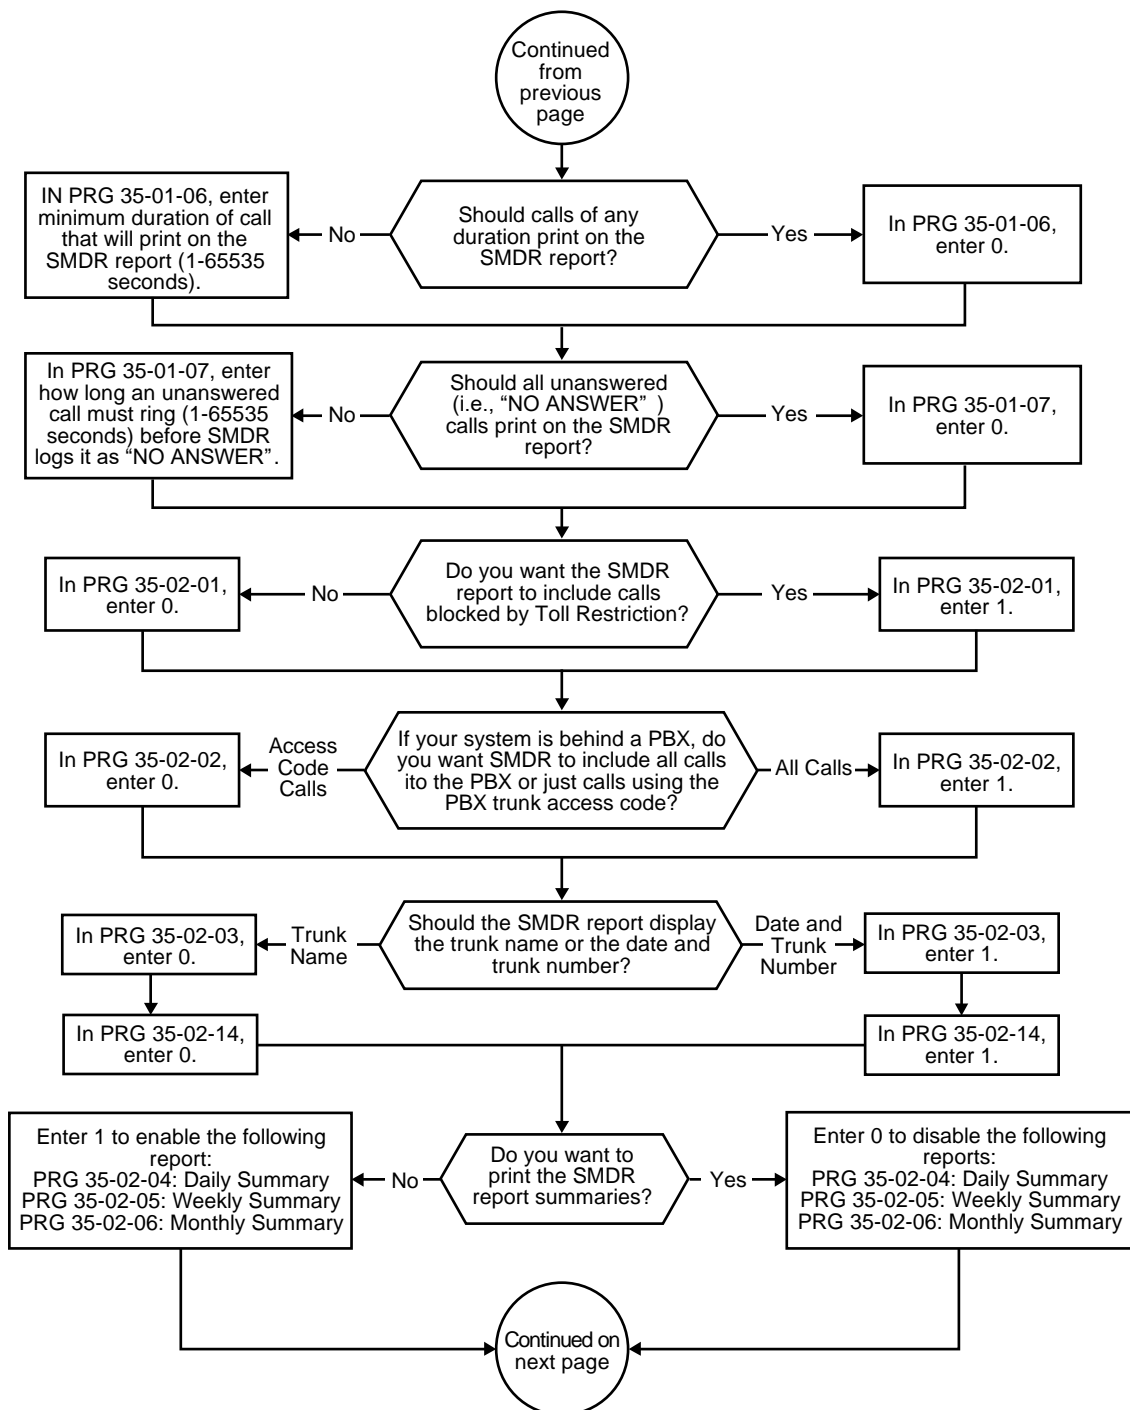 Continued
from
previous
page
IN PRG 35-01-06, enter
minimum duration of call
that will print on the
SMDR report (1-65535
seconds).
No
Should calls of any
duration print on the
SMDR report?
Yes
In PRG 35-01-06,
enter 0.
In PRG 35-01-07, enter
how long an unanswered
call must ring (1-65535
seconds) before SMDR
logs it as “NO ANSWER”.
No
Should all unanswered
(i.e., “NO ANSWER” )
calls print on the SMDR
report?
Yes
In PRG 35-01-07,
enter 0.
In PRG 35-02-01,
enter 0.
No
Do you want the SMDR
report to include calls
blocked by Toll Restriction?
Yes
In PRG 35-02-01,
enter 1.
In PRG 35-02-02,
enter 0.
Access
Code
Calls
If your system is behind a PBX, do
you want SMDR to include all calls
ito the PBX or just calls using the
PBX trunk access code?
All Calls
In PRG 35-02-02,
enter 1.
In PRG 35-02-03,
enter 0.
Trunk
Name
Should the SMDR report display
the trunk name or the date and
trunk number?
Date and
Trunk
Number
In PRG 35-02-03,
enter 1.
In PRG 35-02-14,
enter 0.
In PRG 35-02-14,
enter 1.
Enter 1 to enable the following
report:
PRG 35-02-04: Daily Summary
PRG 35-02-05: Weekly Summary
PRG 35-02-06: Monthly Summary
No
Do you want to
print the SMDR
report summaries?
Yes
Enter 0 to disable the following
reports:
PRG 35-02-04: Daily Summary
PRG 35-02-05: Weekly Summary
PRG 35-02-06: Monthly Summary
Continued on
next page